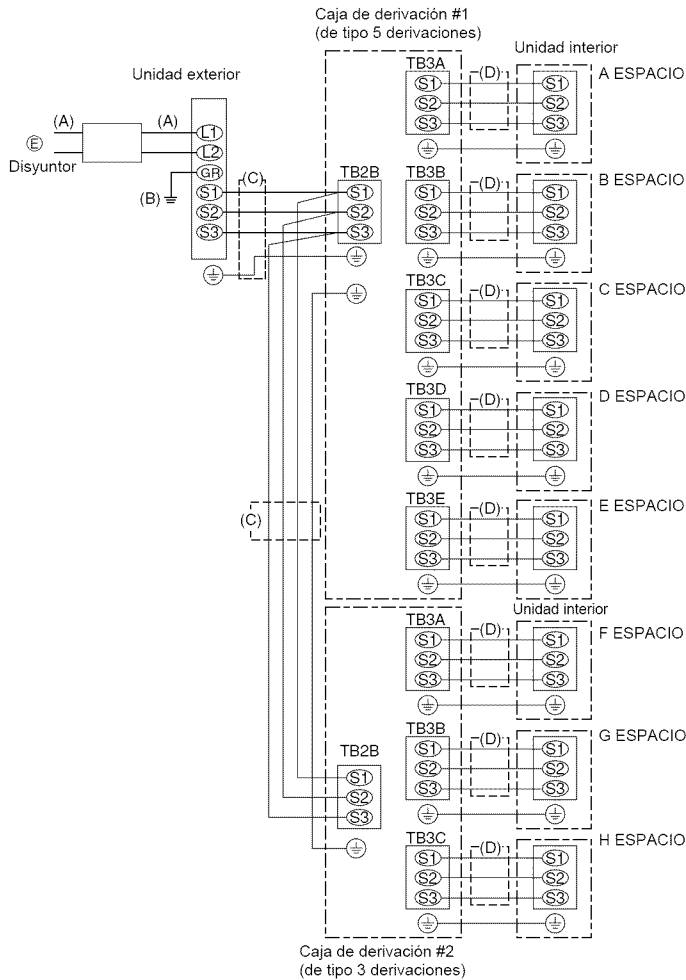 Caja de derivación #1
(de tipo 5 derivaciones)
Unidad exterior
Unidad interior
(A)
(A)
Ⓔ
Disyuntor
L1
L2
GR
(B)
S1
S2
S3
(C)
TB2B
S1
S2
S3
TB3A
S1
S2
S3
(D)
S1
S2
S3
A ESPACIO
TB3B
S1
S2
S3
(D)
S1
S2
S3
B ESPACIO
TB3C
S1
S2
S3
(D)
S1
S2
S3
C ESPACIO
TB3D
S1
S2
S3
(D)
S1
S2
S3
D ESPACIO
TB3E
S1
S2
S3
(D)
S1
S2
S3
E ESPACIO
(C)
Unidad interior
TB3A
S1
S2
S3
(D)
S1
S2
S3
F ESPACIO
TB2B
S1
S2
S3
TB3B
S1
S2
S3
(D)
S1
S2
S3
G ESPACIO
TB3C
S1
S2
S3
(D)
S1
S2
S3
H ESPACIO
Caja de derivación #2
(de tipo 3 derivaciones)